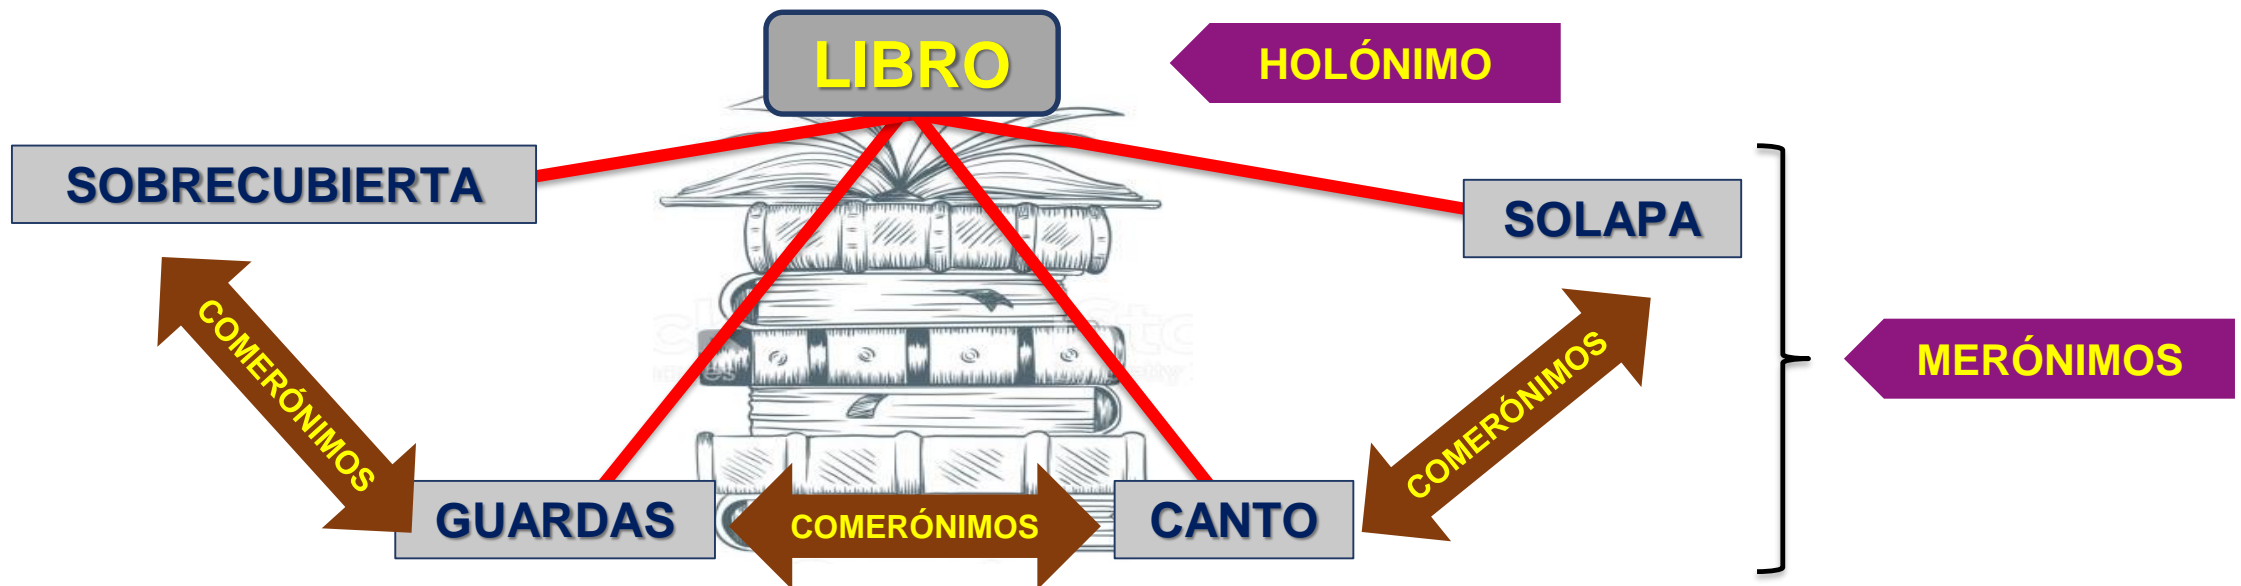 LIBRO
HOLÓNIMO
SOBRECUBIERTA
SOLAPA
COMERÓNIMOS
COMERÓNIMOS
MERÓNIMOS
GUARDAS
COMERÓNIMOS
CANTO